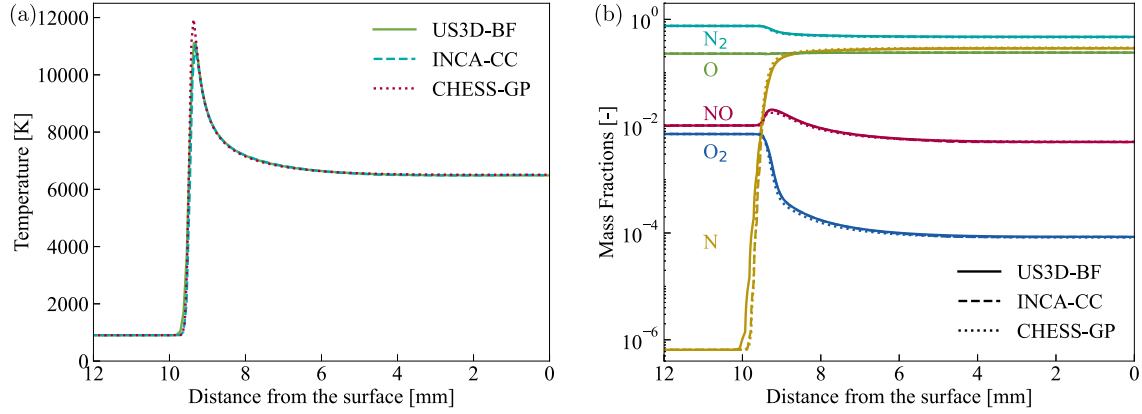 (a)
12000
10000
8000
6000
4000
2000
0
Temperature [K]
US3D-BF
INCA-CC
CHESS-GP
12
10
8
6
4
2
0
Distance from the surface [mm]
(b)
10⁰
10⁻²
10⁻⁴
10⁻⁶
Mass Fractions [-]
N₂
O
NO
O₂
N
US3D-BF
INCA-CC
CHESS-GP
12
10
8
6
4
2
0
Distance from the surface [mm]